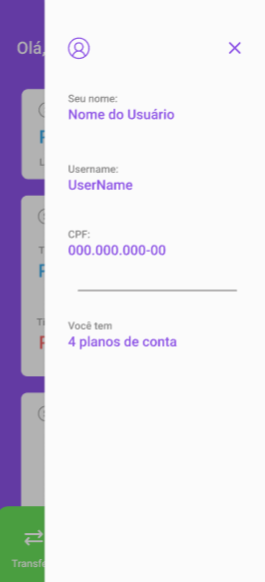 Olá,
Seu nome:
Nome do Usuário
Username:
UserName
CPF:
000.000.000-00
Você tem
4 planos de conta